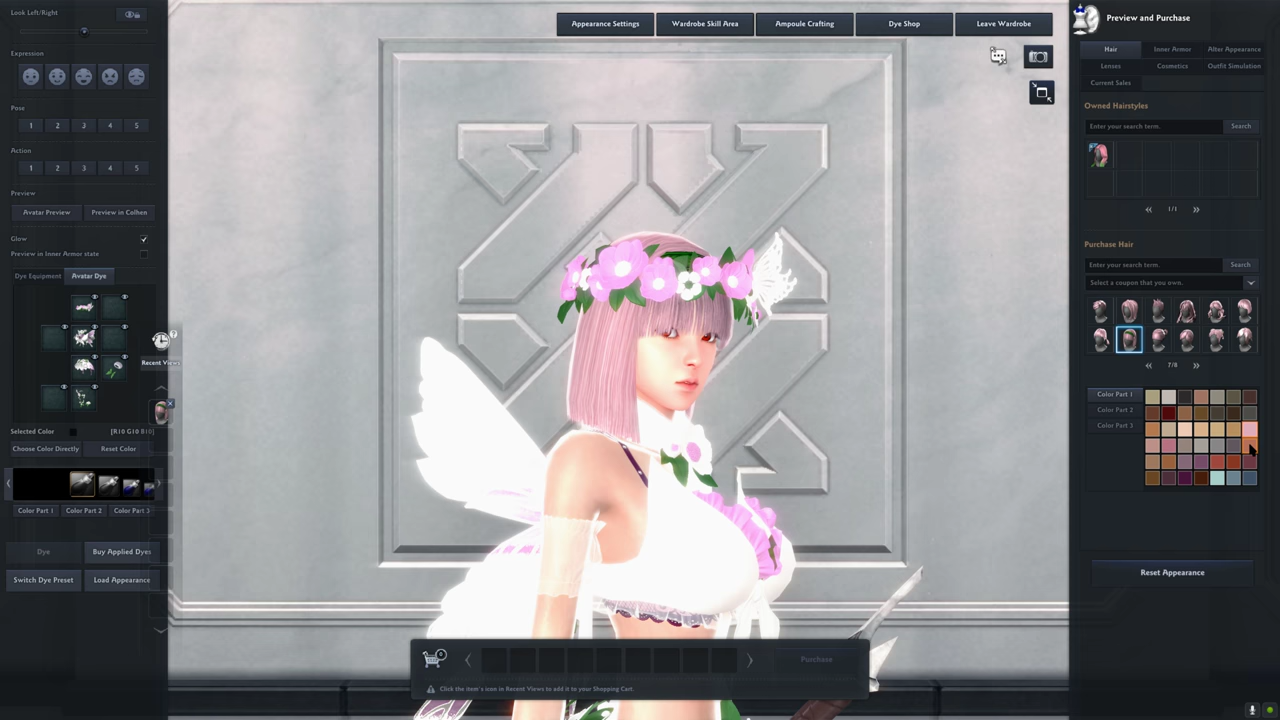 Look Left/Right
Expression
Pose
1 2 3 4 5
Action
1 2 3 4 5
Preview
Avatar Preview Preview in Colhen
Glow
Preview in Inner Armor state
Dye Equipment Avatar Dye
Recent Views
Selected Color [R10 G10 B10]
Choose Color Directly Reset Color
Color Part 1 Color Part 2 Color Part 3
Dye Buy Applied Dyes
Switch Dye Preset Load Appearance
Appearance Settings Wardrobe Skill Area Ampoule Crafting Dye Shop Leave Wardrobe
0
Purchase
Click the item's icon in Recent Views to add it to your Shopping Cart.
Preview and Purchase
Hair Inner Armor Alter Appearance
Lenses Cosmetics Outfit Simulation
Current Sales
Owned Hairstyles
Enter your search term. Search
1/1
Purchase Hair
Enter your search term. Search
Select a coupon that you own.
7/8
Color Part 1
Color Part 2
Color Part 3
Reset Appearance